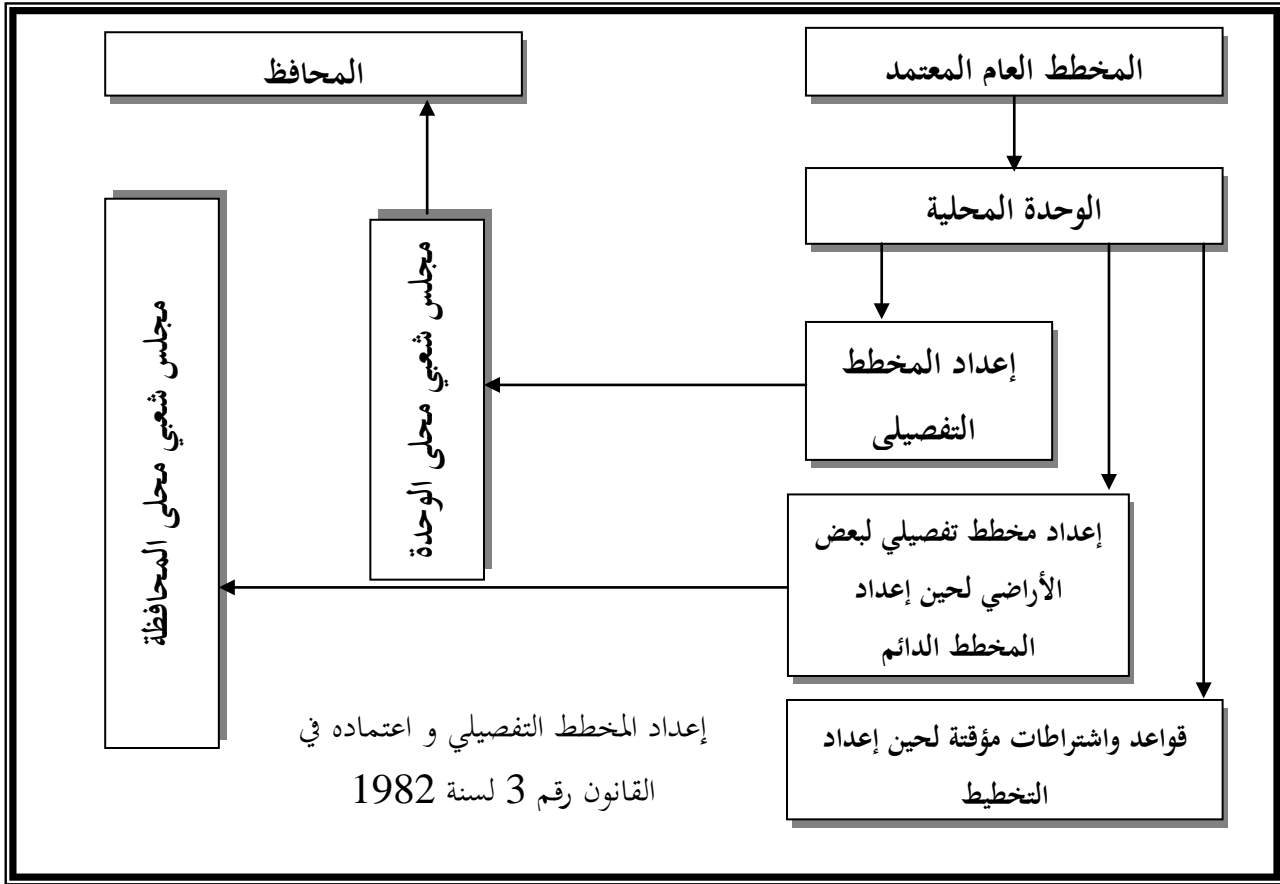 المخطط العام المعتمد
المحافظ
الوحدة المحلية
إعداد المخطط
التفصيلى
مجلس شعبي محلى الوحدة
مجلس شعبي محلى المحافظة
إعداد مخطط تفصيلي لبعض
الأراضي لحين إعداد
المخطط الدائم
قواعد واشتراطات مؤقتة لحين إعداد
التخطيط
إعداد المخطط التفصيلي و اعتماده في
القانون رقم 3 لسنة 1982